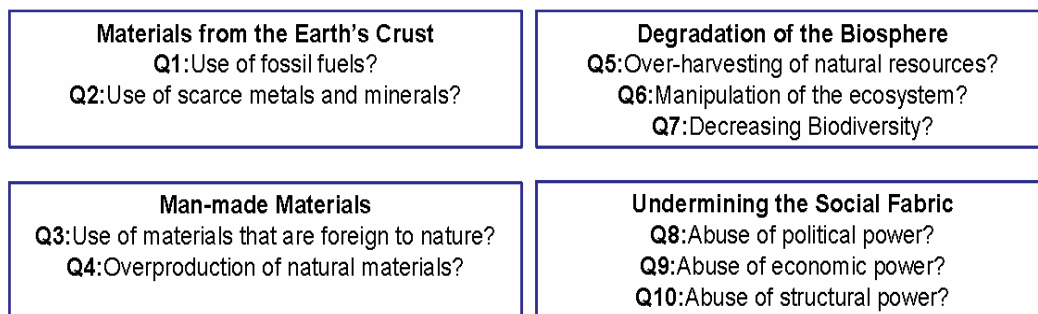 Materials from the Earth's Crust
Q1:Use of fossil fuels?
Q2:Use of scarce metals and minerals?
Degradation of the Biosphere
Q5:Over-harvesting of natural resources?
Q6:Manipulation of the ecosystem?
Q7:Decreasing Biodiversity?
Man-made Materials
Q3:Use of materials that are foreign to nature?
Q4:Overproduction of natural materials?
Undermining the Social Fabric
Q8:Abuse of political power?
Q9:Abuse of economic power?
Q10:Abuse of structural power?